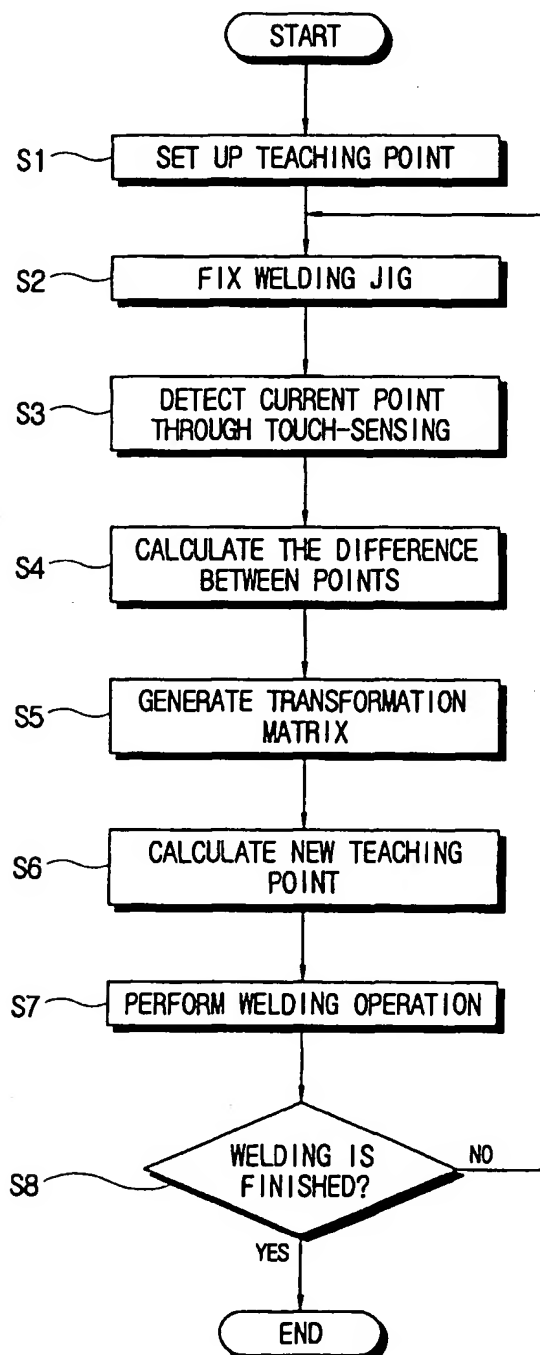 START
S1
SET UP TEACHING POINT
S2
FIX WELDING JIG
S3
DETECT CURRENT POINT
THROUGH TOUCH-SENSING
S4
CALCULATE THE DIFFERENCE
BETWEEN POINTS
S5
GENERATE TRANSFORMATION
MATRIX
S6
CALCULATE NEW TEACHING
POINT
S7
PERFORM WELDING OPERATION
S8
WELDING IS
FINISHED?
NO
YES
END